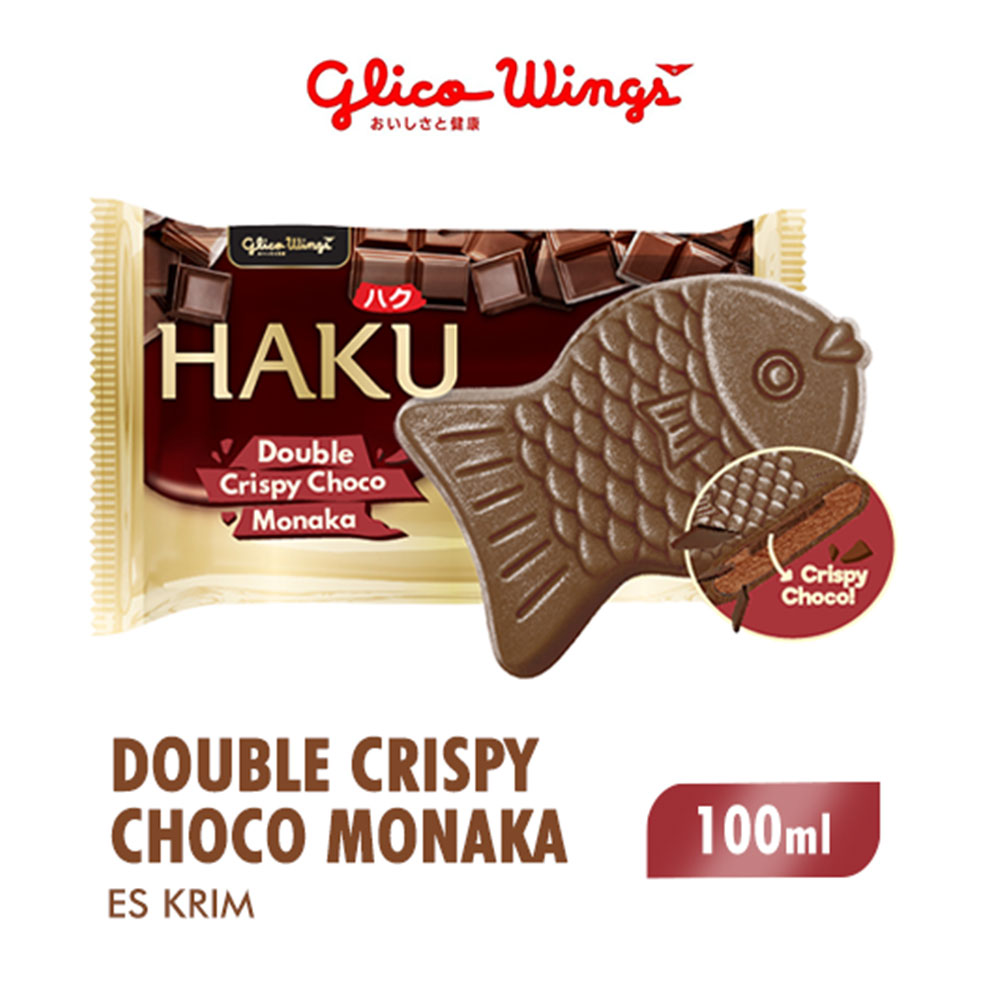 Glico Wings
おいしさと健康
Glico Wings
ハク
HAKU
Double
Crispy Choco
Monaka
Crispy
Choco!
DOUBLE CRISPY
CHOCO MONAKA
100ml
ES KRIM